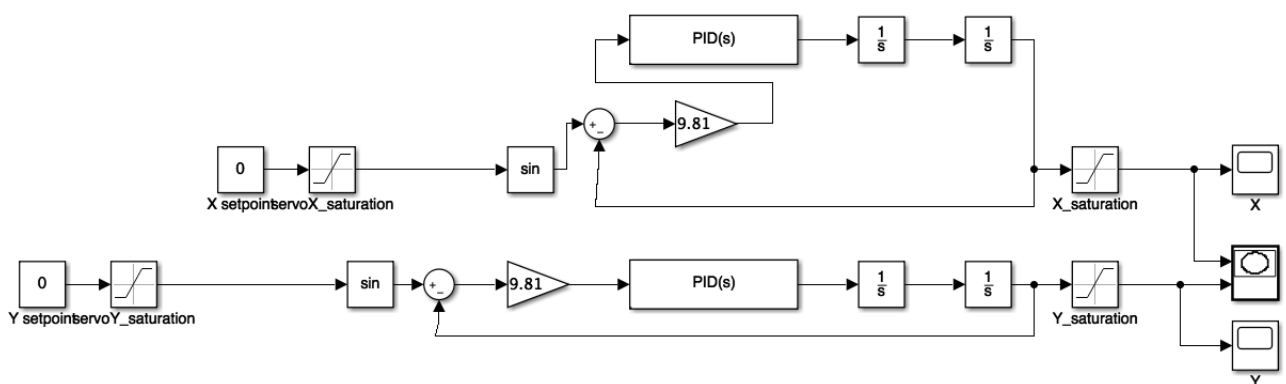 PID(s)
1
s
1
s
+
−
9.81
0
sin
X setpoint
servoX_saturation
X_saturation
X
0
sin
+
−
9.81
PID(s)
1
s
1
s
Y setpoint
servoY_saturation
Y_saturation
Y